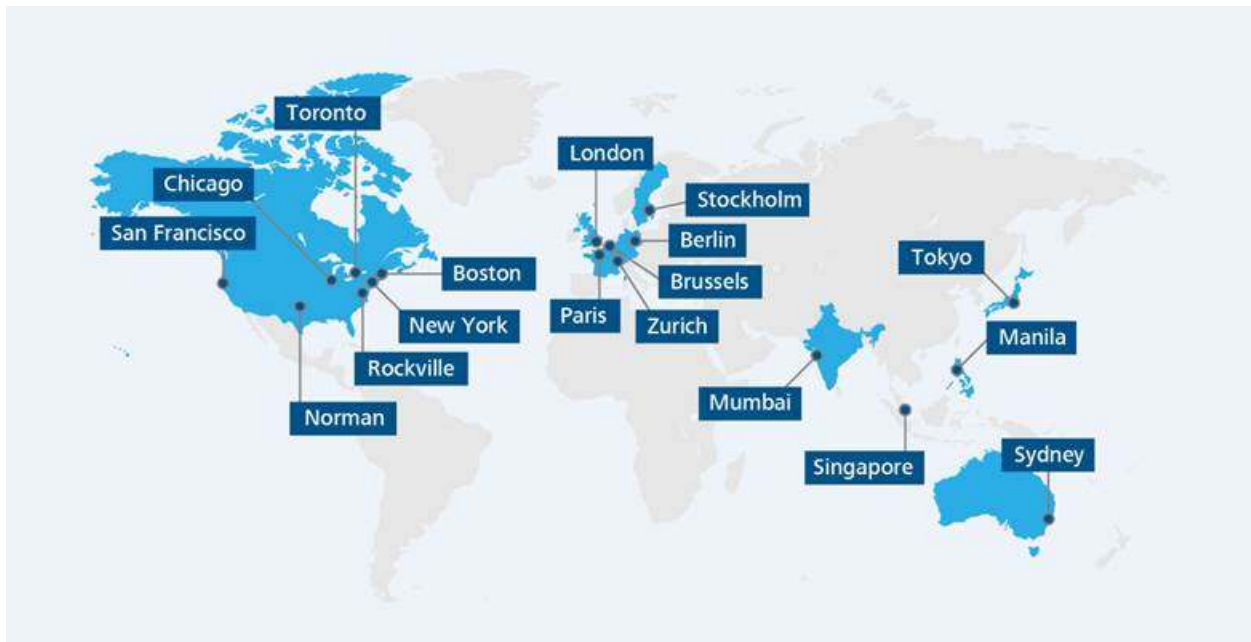 Toronto
London
Chicago
Stockholm
San Francisco
Berlin
Tokyo
Boston
Brussels
Paris
Zurich
New York
Manila
Rockville
Mumbai
Norman
Sydney
Singapore